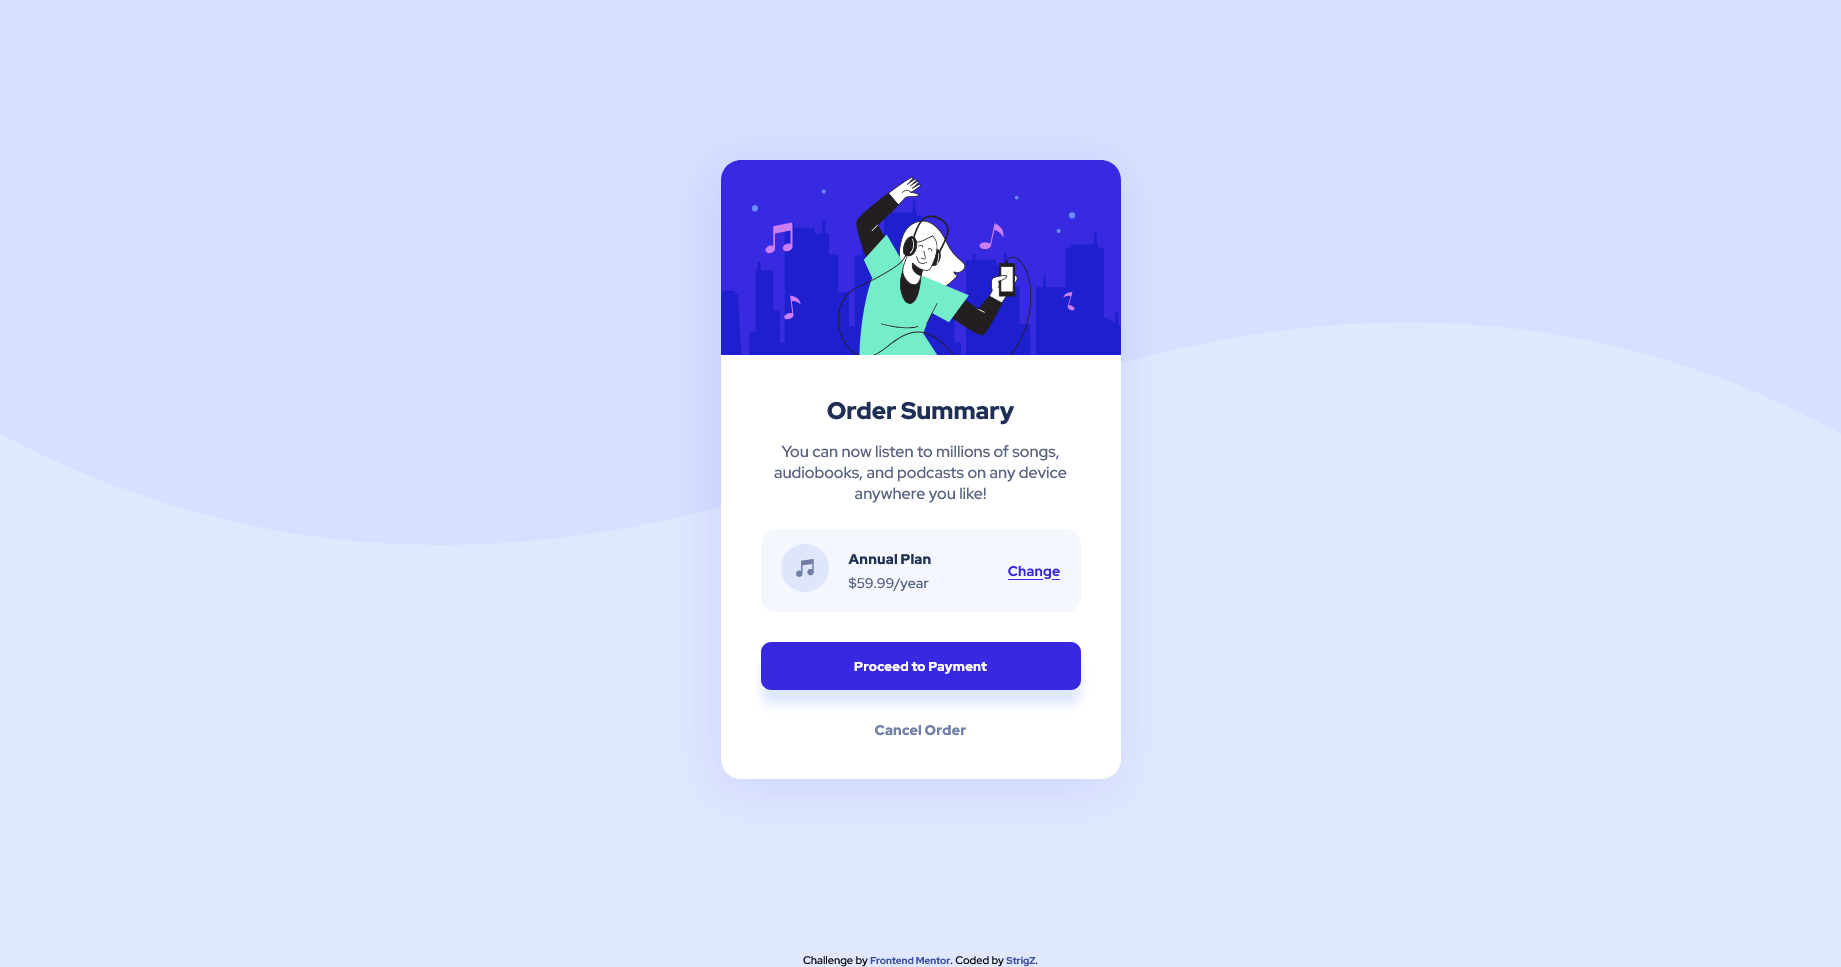 Order Summary
You can now listen to millions of songs,
audiobooks, and podcasts on any device
anywhere you like!
Annual Plan
$59.99/year
Change
Proceed to Payment
Cancel Order
Challenge by Frontend Mentor. Coded by StrigZ.